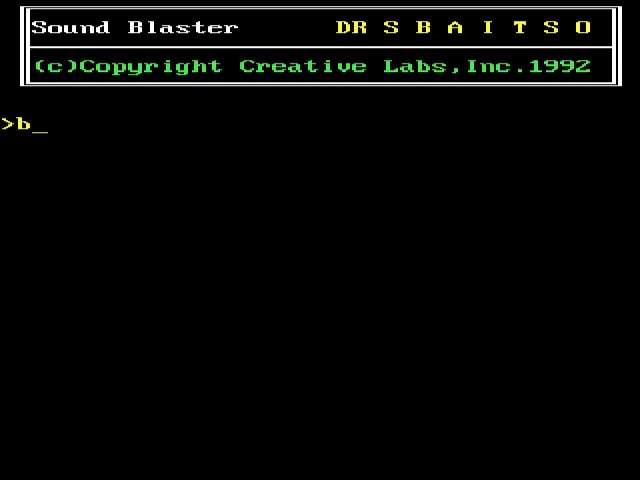 Sound Blaster DR S B A I T S O
(c)Copyright Creative Labs,Inc.1992
>b_